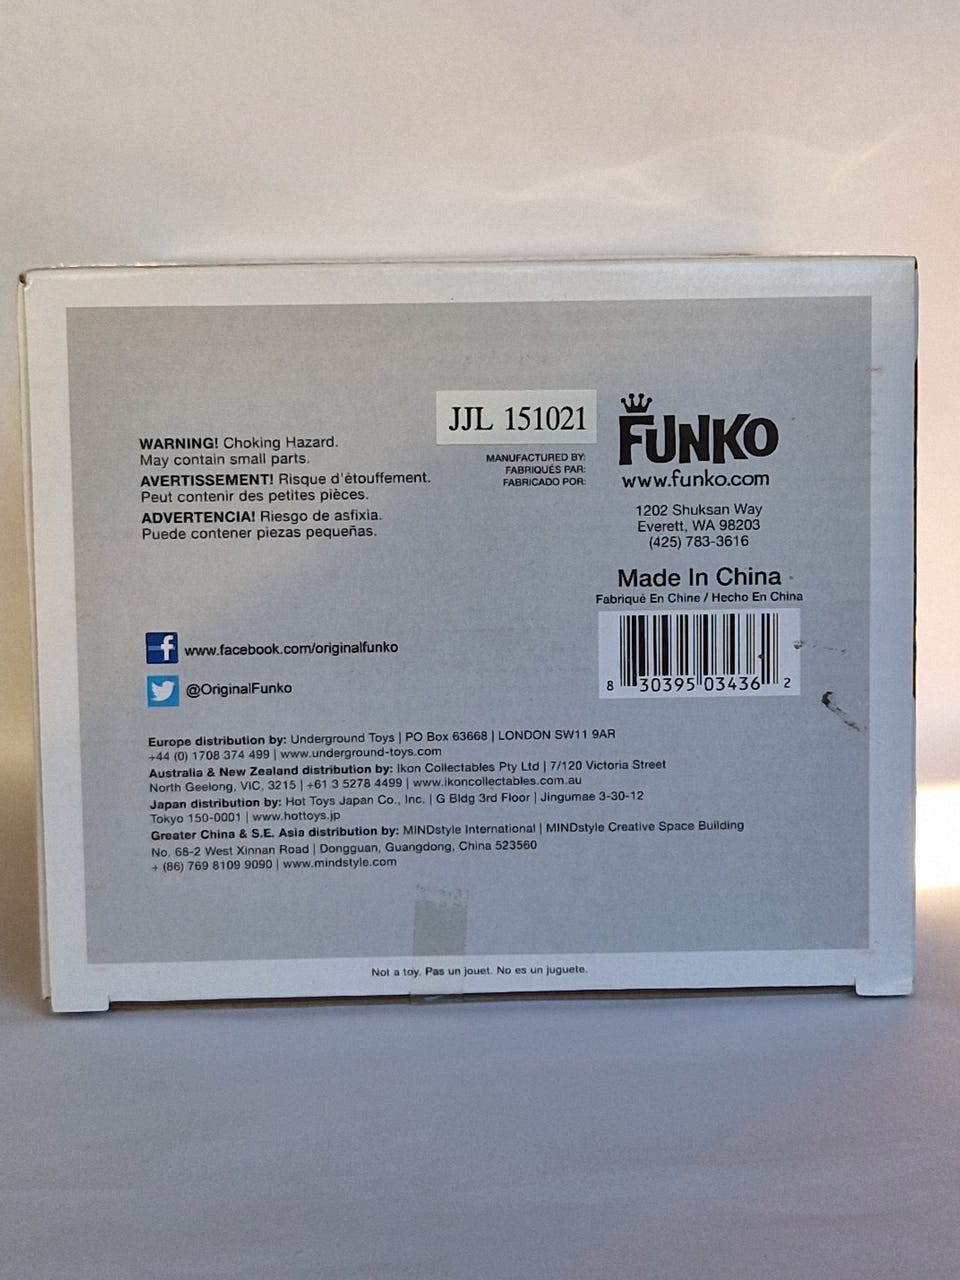 JJL 151021
WARNING! Choking Hazard.
May contain small parts.
AVERTISSEMENT! Risque d'étouffement.
Peut contenir des petites pièces.
ADVERTENCIA! Riesgo de asfixia.
Puede contener piezas pequeñas.
MANUFACTURED BY:
FABRIQUÉS PAR:
FABRICADO POR:
FUNKO
www.funko.com
1202 Shuksan Way
Everett, WA 98203
(425) 783-3616
Made In China
Fabriqué En Chine / Hecho En China
8 30395 03436 2
f www.facebook.com/originalfunko
@OriginalFunko
Europe distribution by: Underground Toys | PO Box 63668 | LONDON SW11 9AR
+44 (0) 1708 374 499 | www.underground-toys.com
Australia & New Zealand distribution by: Ikon Collectables Pty Ltd | 7/120 Victoria Street
North Geelong, VIC, 3215 | +61 3 5278 4499 | www.ikoncollectables.com.au
Japan distribution by: Hot Toys Japan Co., Inc. | G Bldg 3rd Floor | Jingumae 3-30-12
Tokyo 150-0001 | www.hottoys.jp
Greater China & S.E. Asia distribution by: MINDstyle International | MINDstyle Creative Space Building
No. 68-2 West Xinnan Road | Dongguan, Guangdong, China 523560
+ (86) 769 8109 9090 | www.mindstyle.com
Not a toy. Pas un jouet. No es un juguete.